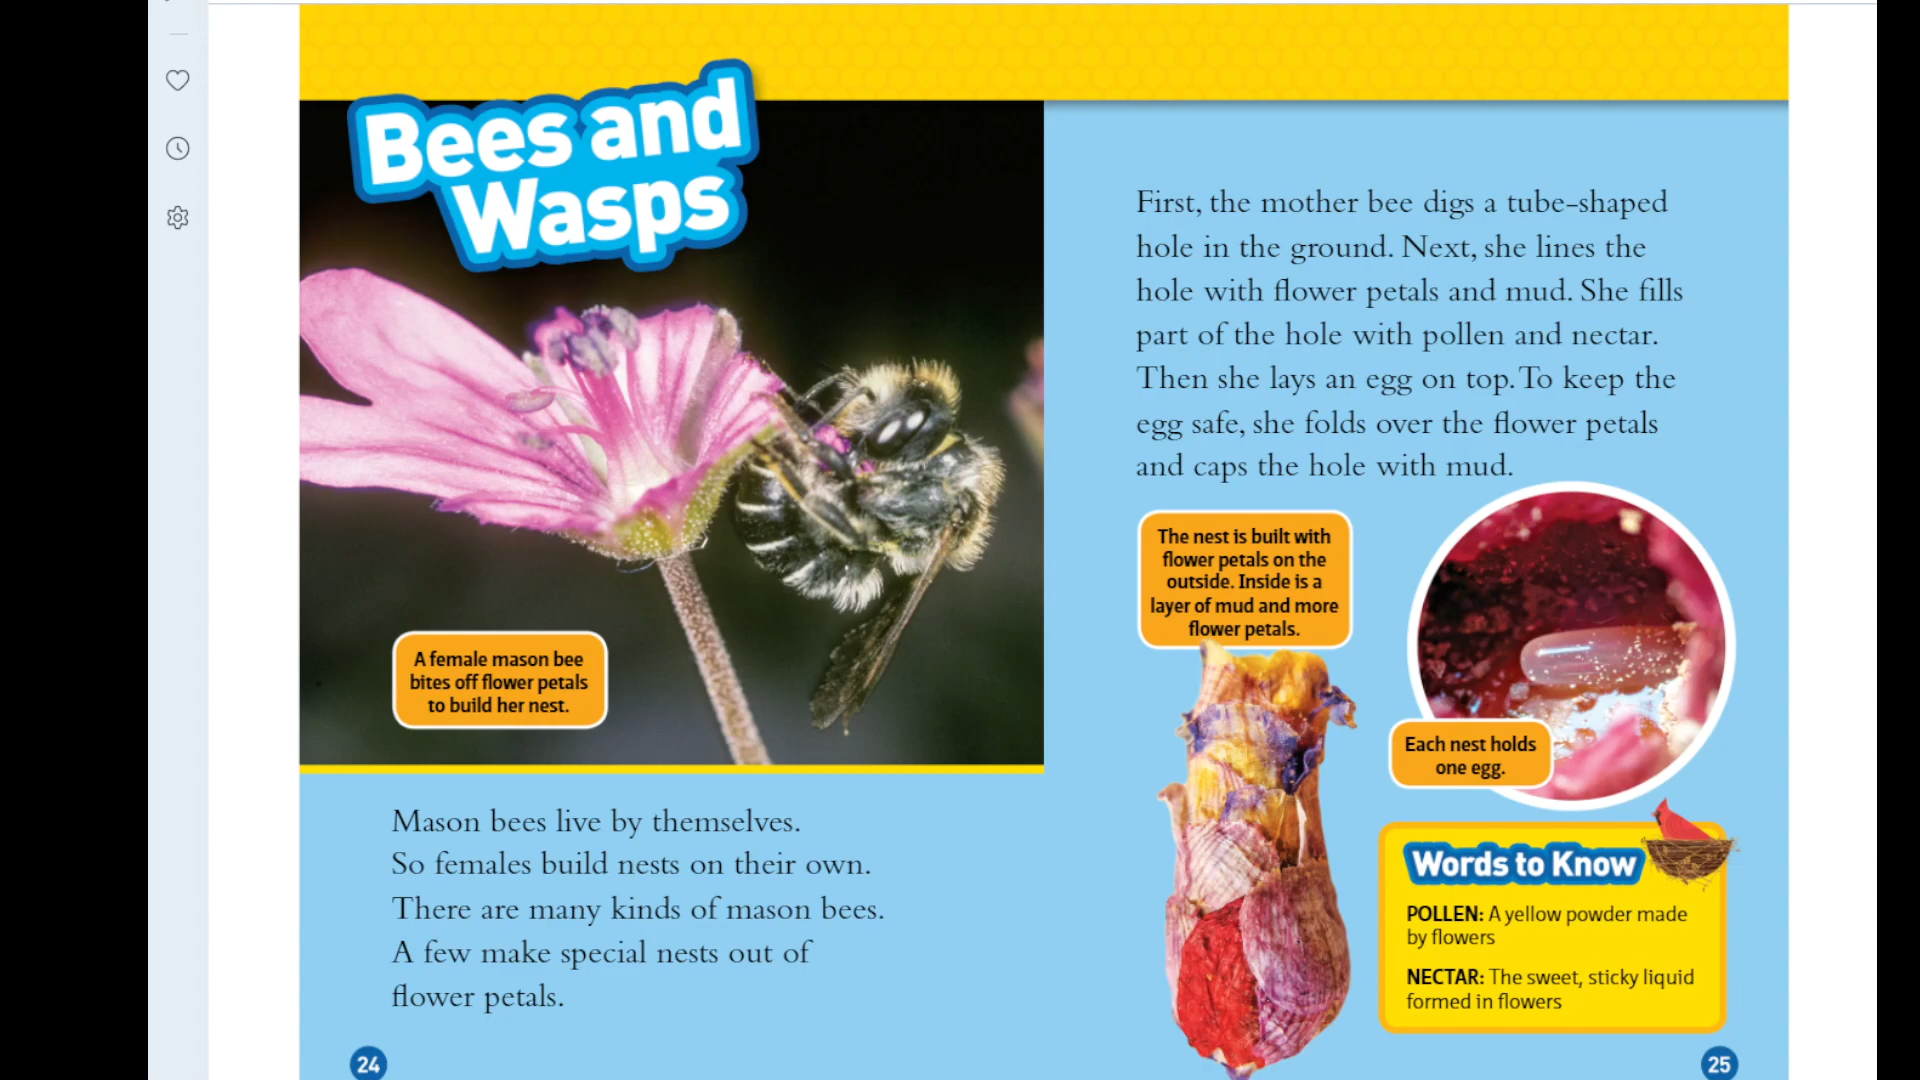 Bees and
Wasps
A female mason bee
bites off flower petals
to build her nest.
Mason bees live by themselves.
So females build nests on their own.
There are many kinds of mason bees.
A few make special nests out of
flower petals.
24
First, the mother bee digs a tube-shaped
hole in the ground. Next, she lines the
hole with flower petals and mud. She fills
part of the hole with pollen and nectar.
Then she lays an egg on top. To keep the
egg safe, she folds over the flower petals
and caps the hole with mud.
The nest is built with
flower petals on the
outside. Inside is a
layer of mud and more
flower petals.
Each nest holds
one egg.
Words to Know
POLLEN: A yellow powder made
by flowers
NECTAR: The sweet, sticky liquid
formed in flowers
25